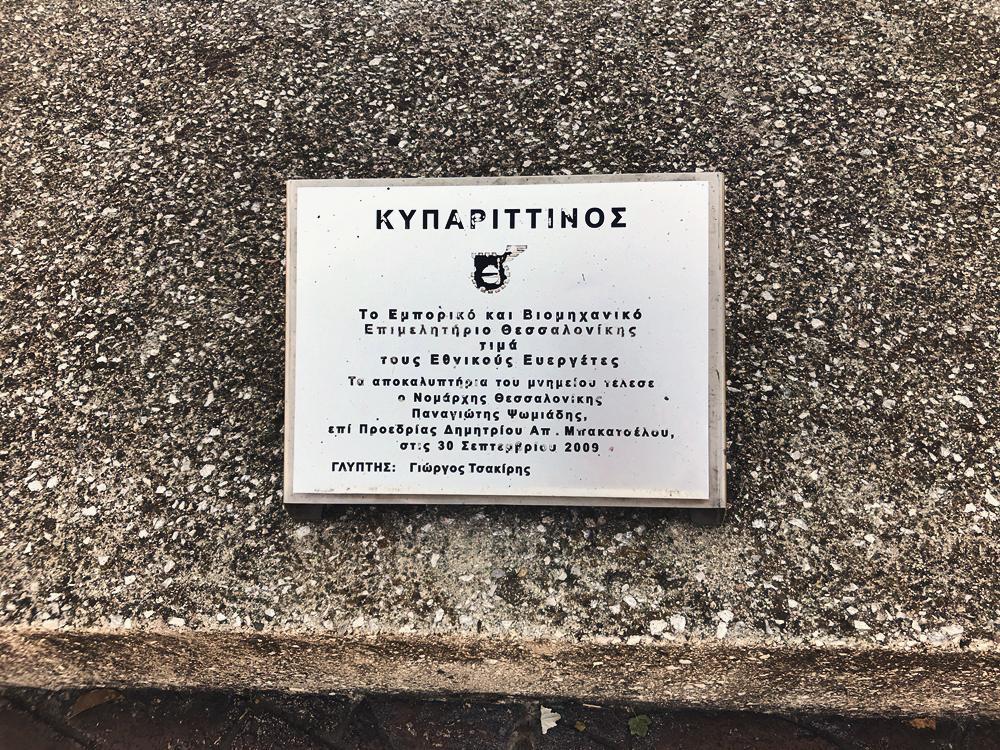 ΚΥΠΑΡΙΤΤΙΝΟΣ
Το Εμπορικό και Βιομηχανικό
Επιμελητήριο Θεσσαλονίκης
τιμά
τους Εθνικούς Ευεργέτες
Τα αποκαλυπτήρια του μνημείου τέλεσε
ο Νομάρχης Θεσσαλονίκης
Παναγιώτης Ψωμιάδης,
επί Προεδρίας Δημητρίου Απ. Μπακατσέλου,
στις 30 Σεπτεμβρίου 2009
ΓΛΥΠΤΗΣ: Γιώργος Τσακίρης